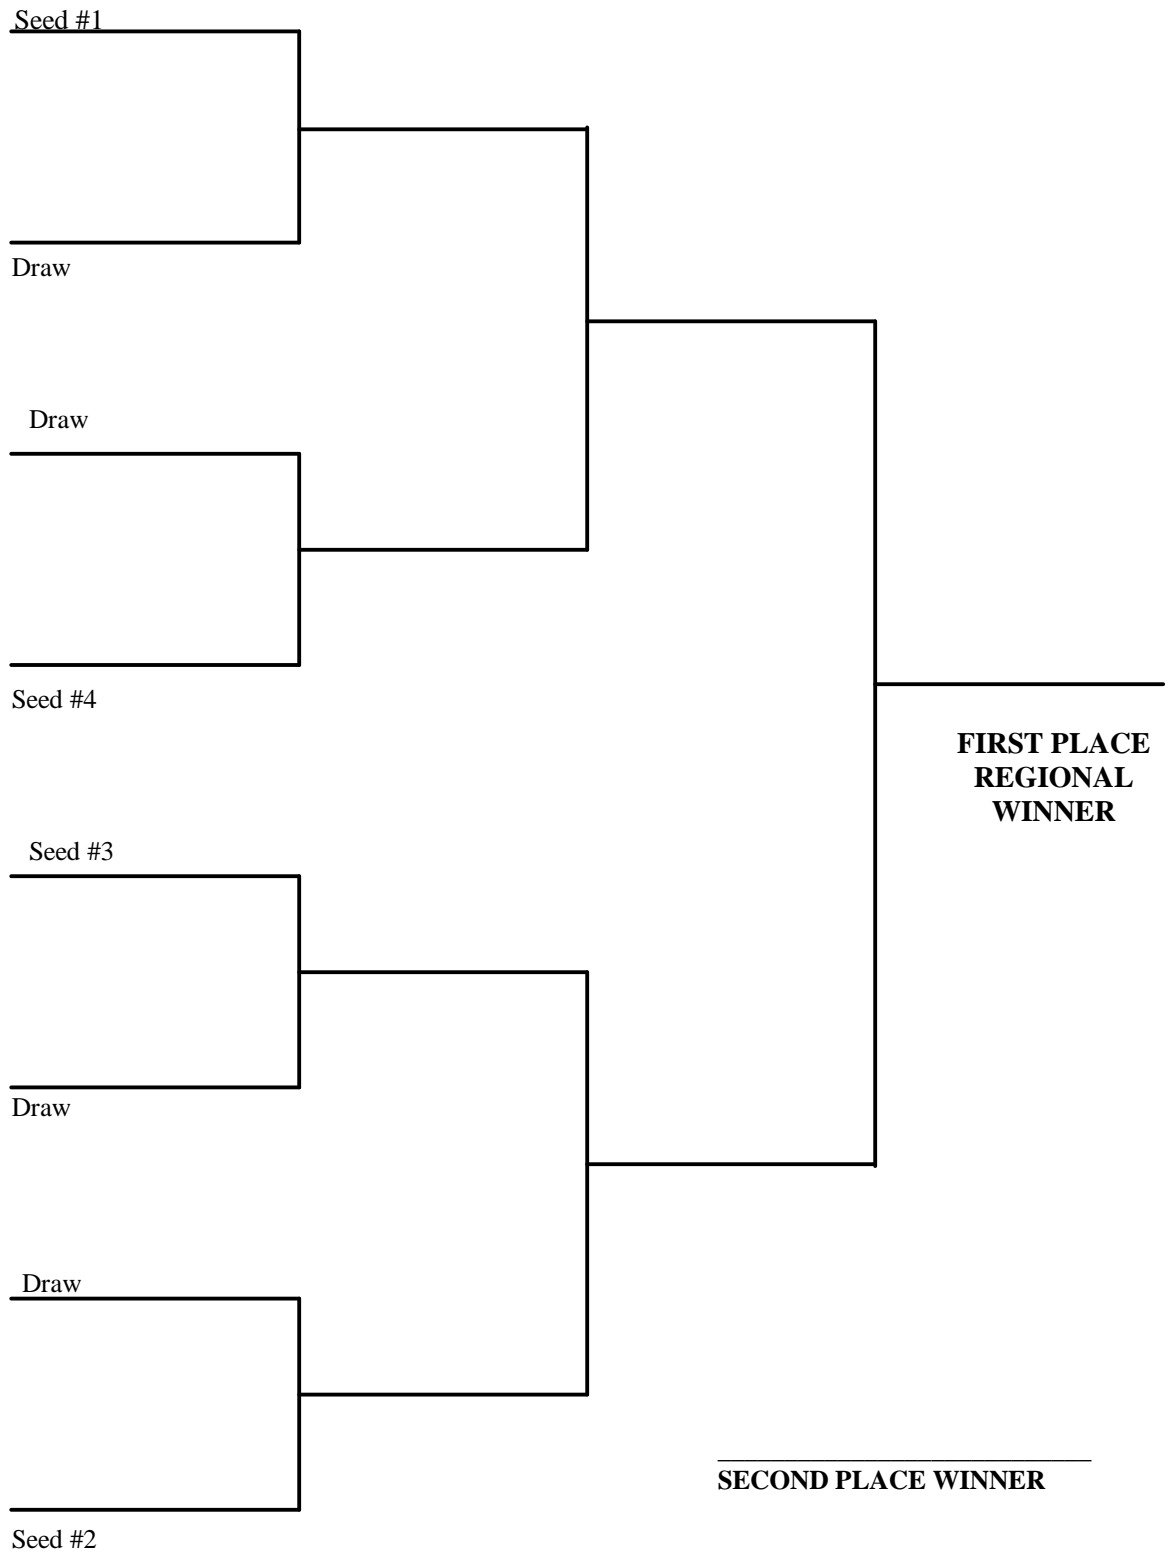 Seed #1
Draw
Draw
Seed #4
FIRST PLACE
REGIONAL
WINNER
Seed #3
Draw
Draw
SECOND PLACE WINNER
Seed #2